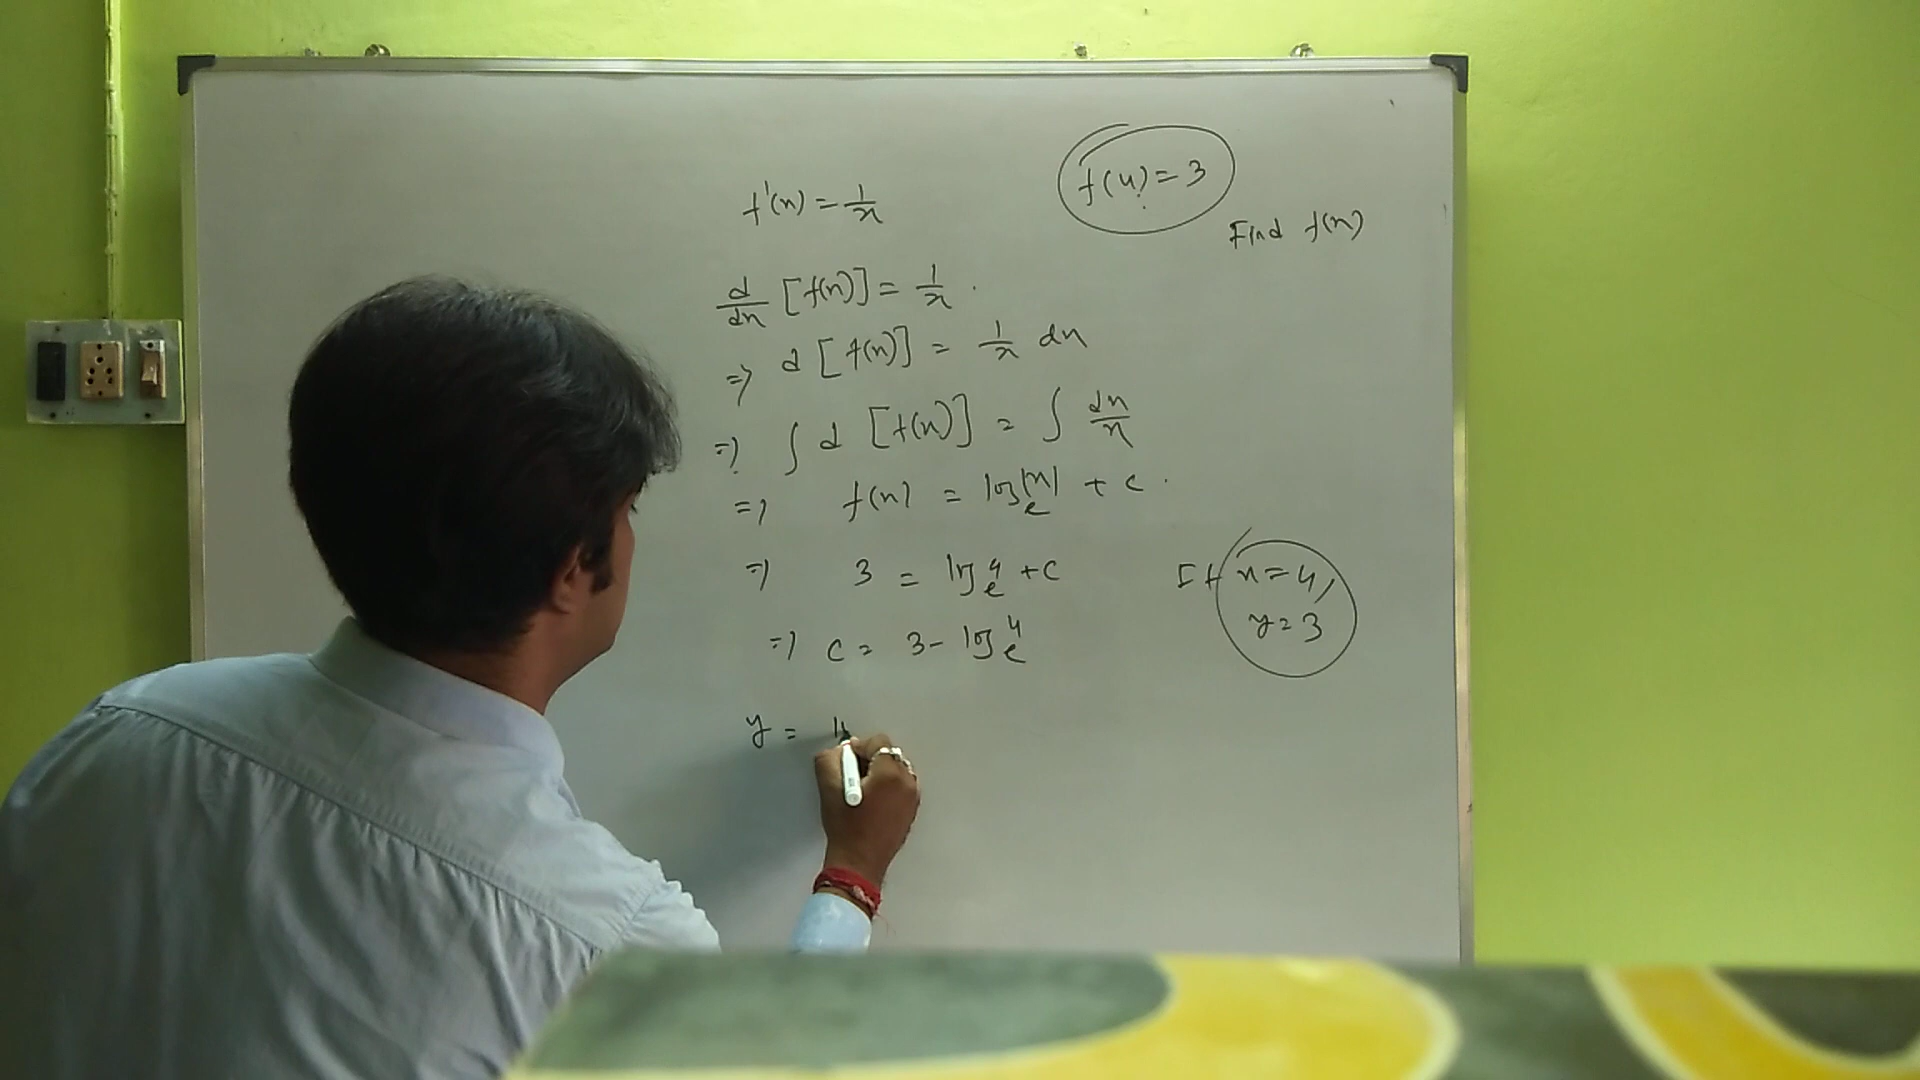 f'(x) = 1/x
f(4) = 3
Find f(x)
d/dx [f(x)] = 1/x .
=> d [f(x)] = 1/x dx
=> ∫ d [f(x)] = ∫ dx/x
=> f(x) = log_e |x| + c .
=> 3 = log_e 4 + c
If x = 4,
y = 3
=> c = 3 - log_e 4
y =